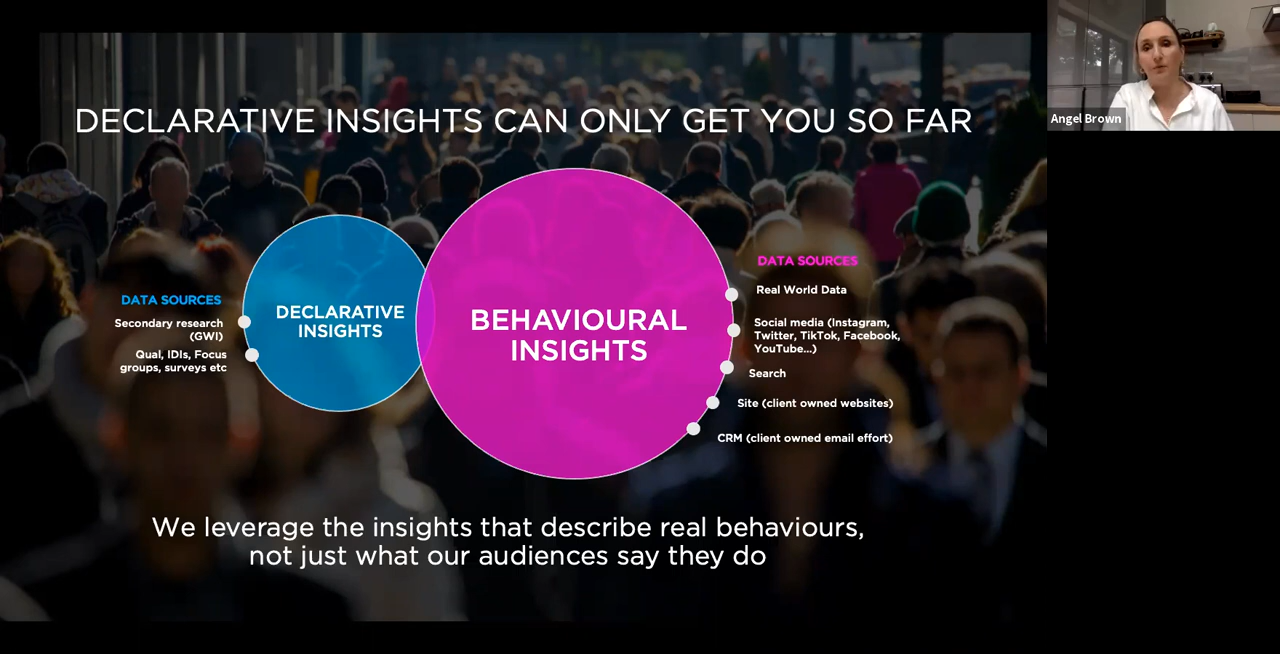 DECLARATIVE INSIGHTS CAN ONLY GET YOU SO FAR
Angel Brown
DATA SOURCES
Secondary research
(GWI)
Qual, IDIs, Focus
groups, surveys etc
DECLARATIVE
INSIGHTS
BEHAVIOURAL
INSIGHTS
DATA SOURCES
Real World Data
Social media (Instagram,
Twitter, TikTok, Facebook,
YouTube...)
Search
Site (client owned websites)
CRM (client owned email effort)
We leverage the insights that describe real behaviours,
not just what our audiences say they do